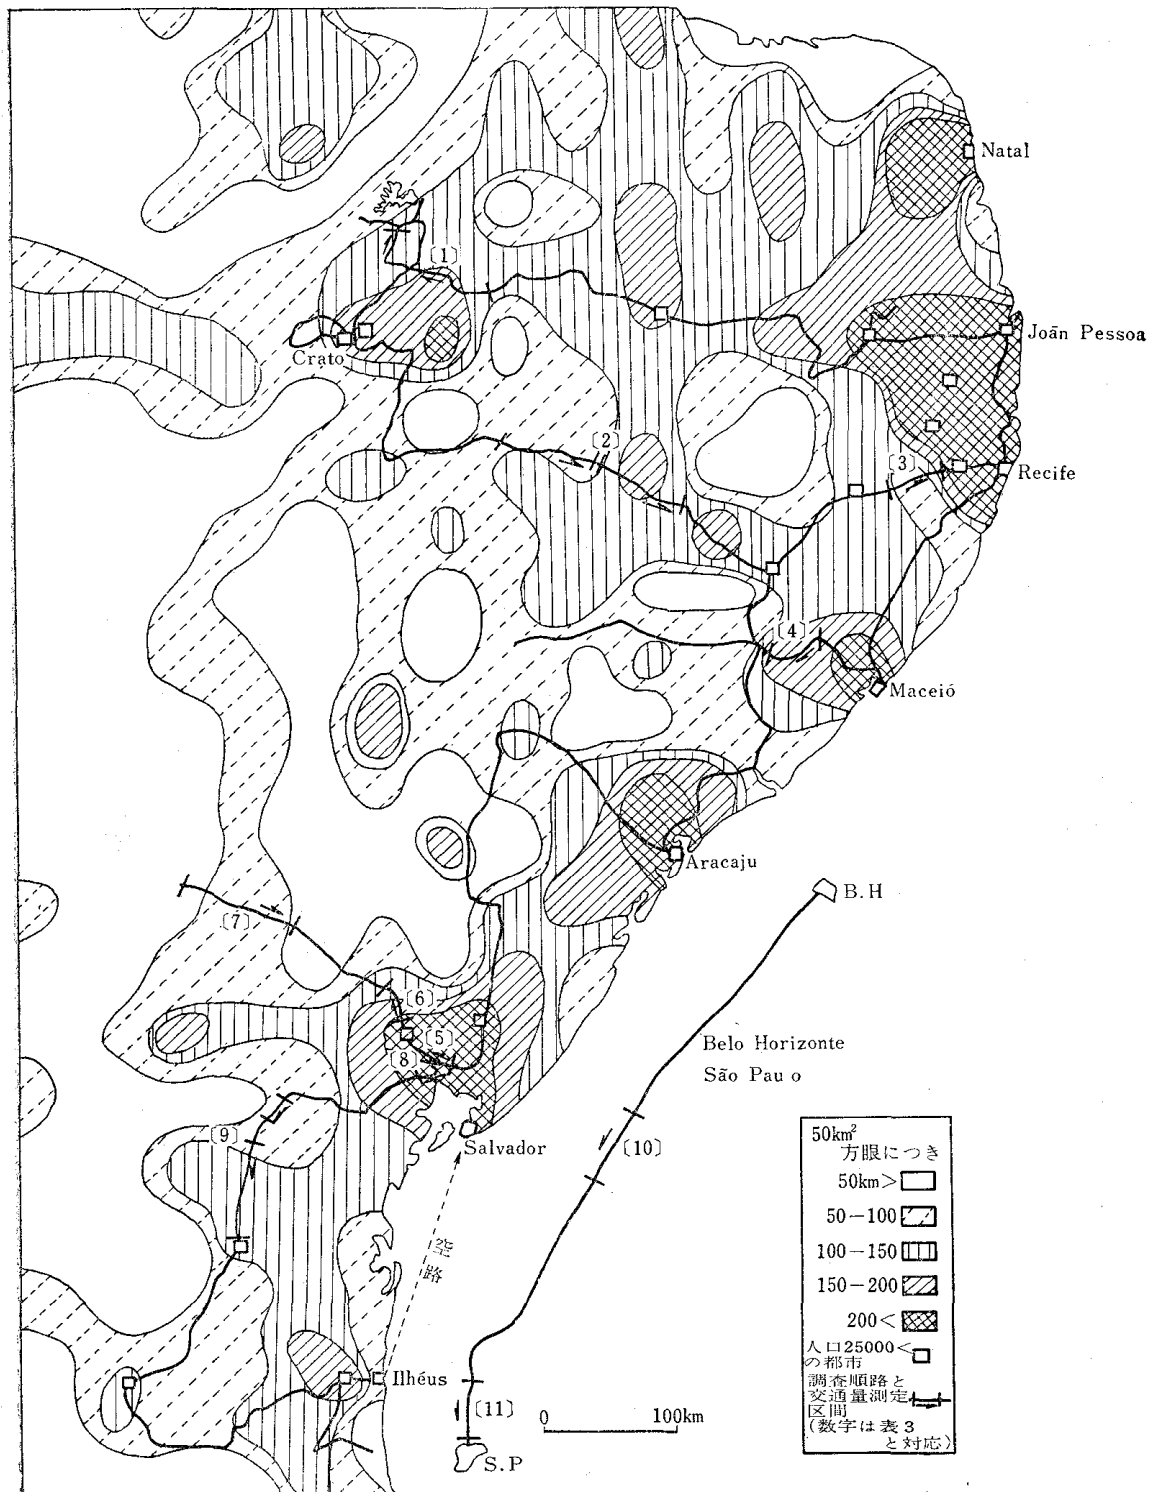 Natal
〔1〕
Joãn Pessoa
Crato
〔2〕
〔3〕
Recife
〔4〕
Maceió
Aracaju
B.H
〔7〕
〔6〕
〔5〕
〔8〕
Belo Horizonte
São Pau o
〔9〕
Salvador
〔10〕
空
路
Ilhéus
〔11〕
0 100km
S.P
50km²
方眼につき
50km>
50-100
100-150
150-200
200<
人口25000<
の都市
調査順路と
交通量測定
区間
(数字は表3
と対応)